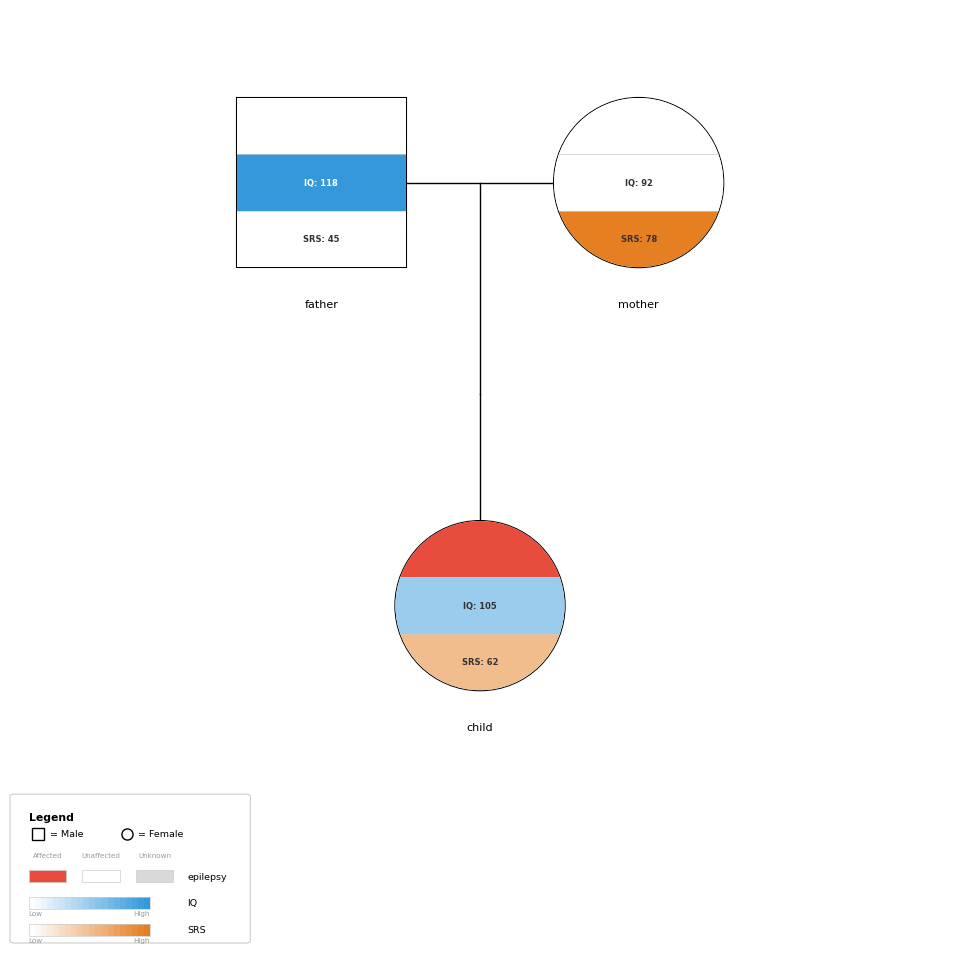 IQ: 118
IQ: 92
SRS: 45
SRS: 78
father
mother
IQ: 105
SRS: 62
child
Legend
= Male
= Female
Affected
Unaffected
Unknown
epilepsy
IQ
Low
High
SRS
Low
High